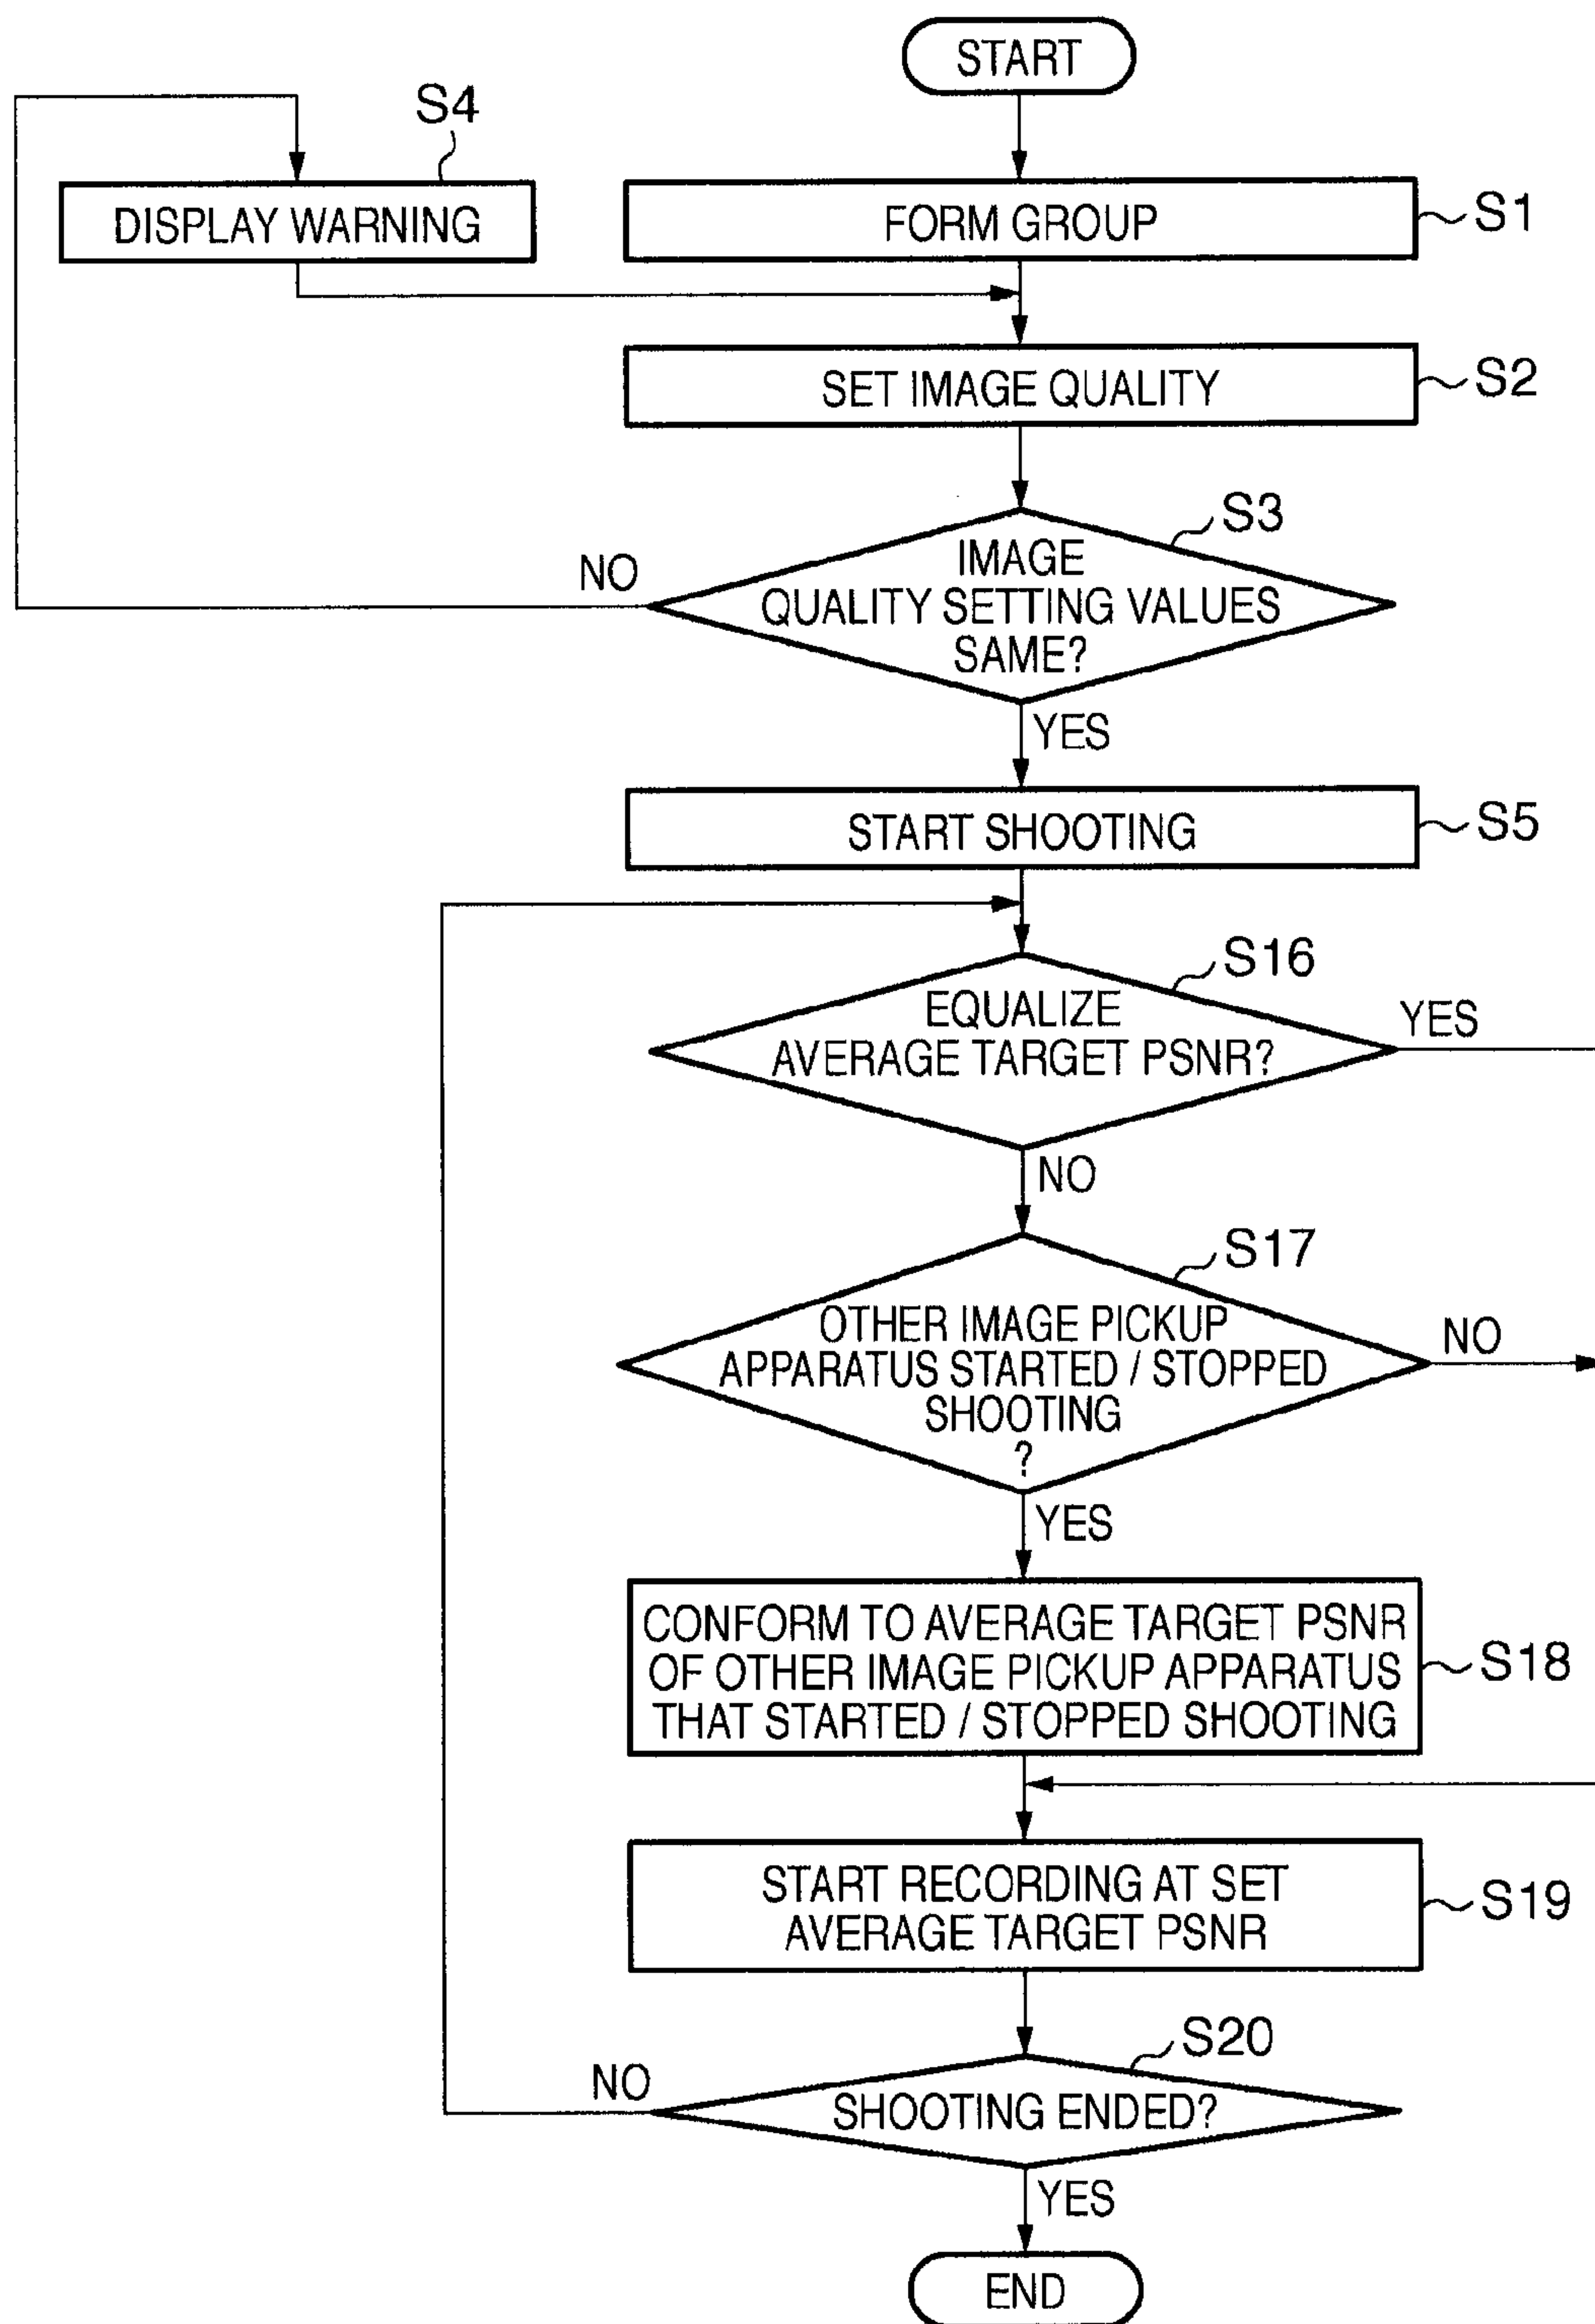 START
S4
DISPLAY WARNING
FORM GROUP
S1
SET IMAGE QUALITY
S2
S3
IMAGE
QUALITY SETTING VALUES
SAME?
NO
YES
START SHOOTING
S5
S16
EQUALIZE
AVERAGE TARGET PSNR?
YES
NO
S17
OTHER IMAGE PICKUP
APPARATUS STARTED / STOPPED
SHOOTING
?
NO
YES
CONFORM TO AVERAGE TARGET PSNR
OF OTHER IMAGE PICKUP APPARATUS
THAT STARTED / STOPPED SHOOTING
S18
START RECORDING AT SET
AVERAGE TARGET PSNR
S19
S20
SHOOTING ENDED?
NO
YES
END